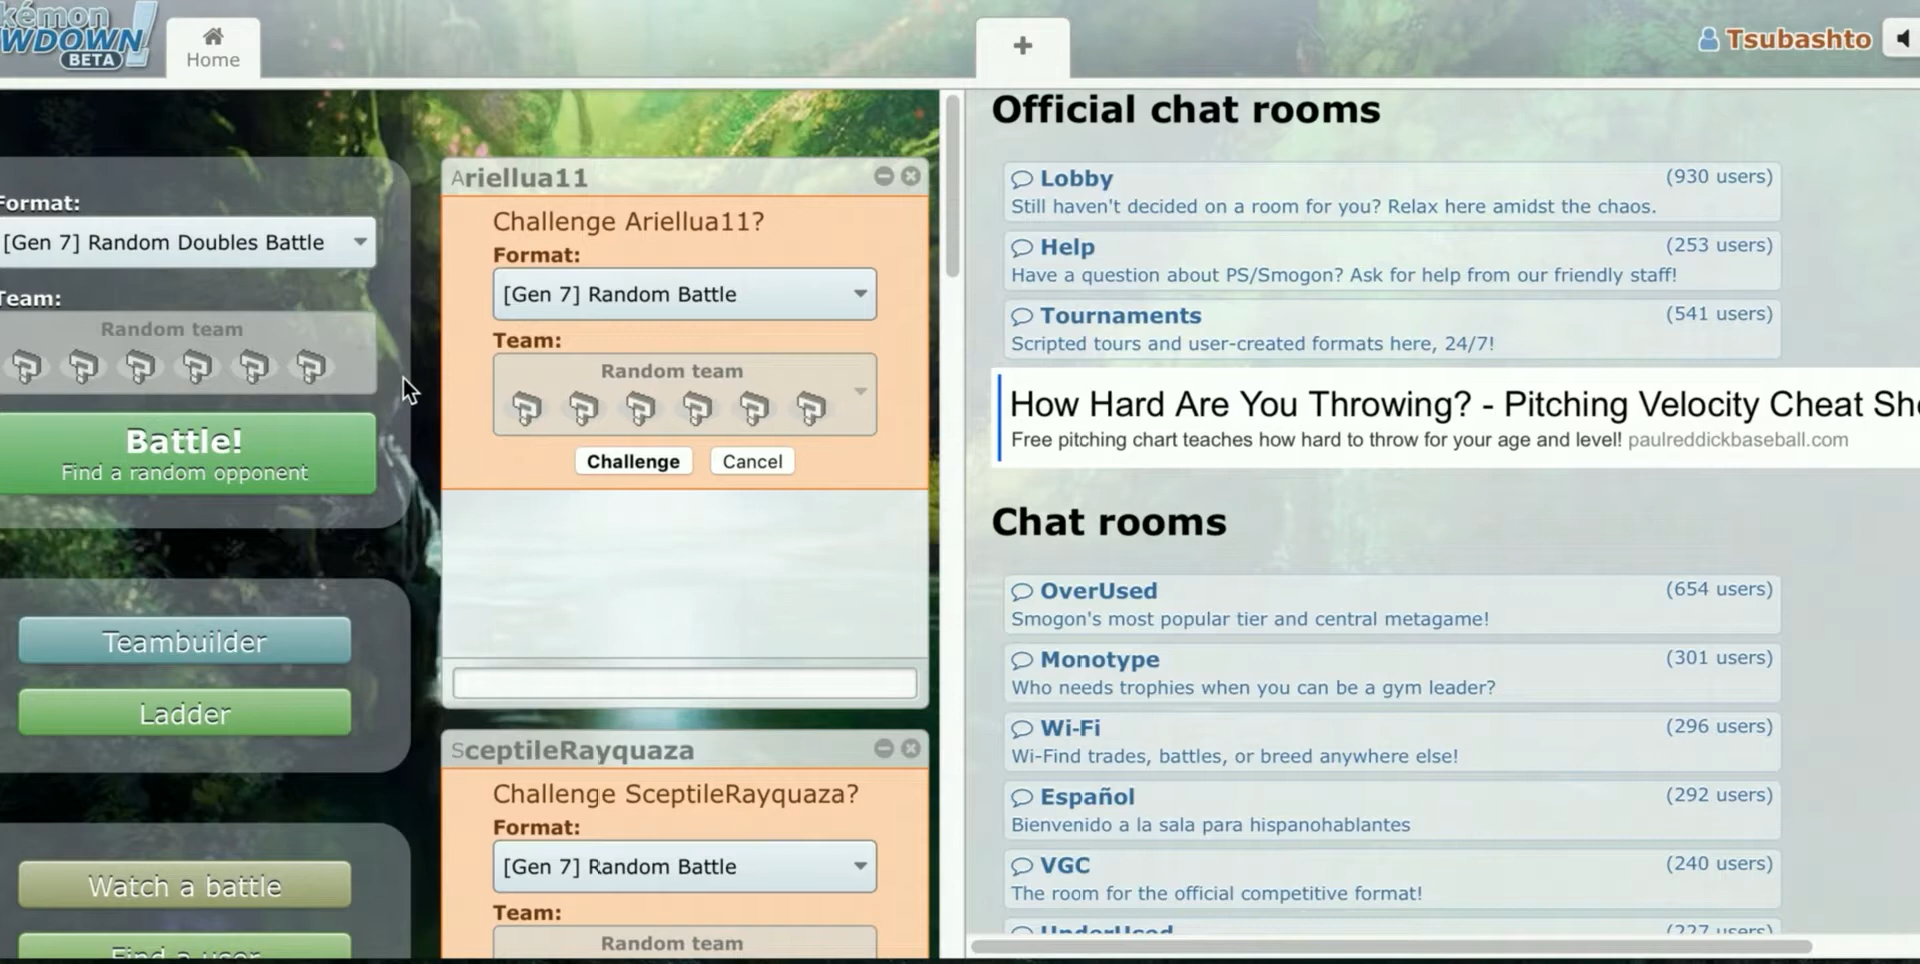 kémon
WDOWN!
BETA
Home
+
Tsubashto
Format:
[Gen 7] Random Doubles Battle
Team:
Random team
Battle!
Find a random opponent
Teambuilder
Ladder
Watch a battle
Find a user
Ariellua11
Challenge Ariellua11?
Format:
[Gen 7] Random Battle
Team:
Random team
Challenge Cancel
SceptileRayquaza
Challenge SceptileRayquaza?
Format:
[Gen 7] Random Battle
Team:
Random team
Official chat rooms
Lobby (930 users)
Still haven't decided on a room for you? Relax here amidst the chaos.
Help (253 users)
Have a question about PS/Smogon? Ask for help from our friendly staff!
Tournaments (541 users)
Scripted tours and user-created formats here, 24/7!
How Hard Are You Throwing? - Pitching Velocity Cheat Sh
Free pitching chart teaches how hard to throw for your age and level! paulreddickbaseball.com
Chat rooms
OverUsed (654 users)
Smogon's most popular tier and central metagame!
Monotype (301 users)
Who needs trophies when you can be a gym leader?
Wi-Fi (296 users)
Wi-Find trades, battles, or breed anywhere else!
Español (292 users)
Bienvenido a la sala para hispanohablantes
VGC (240 users)
The room for the official competitive format!
UnderUsed (227 users)